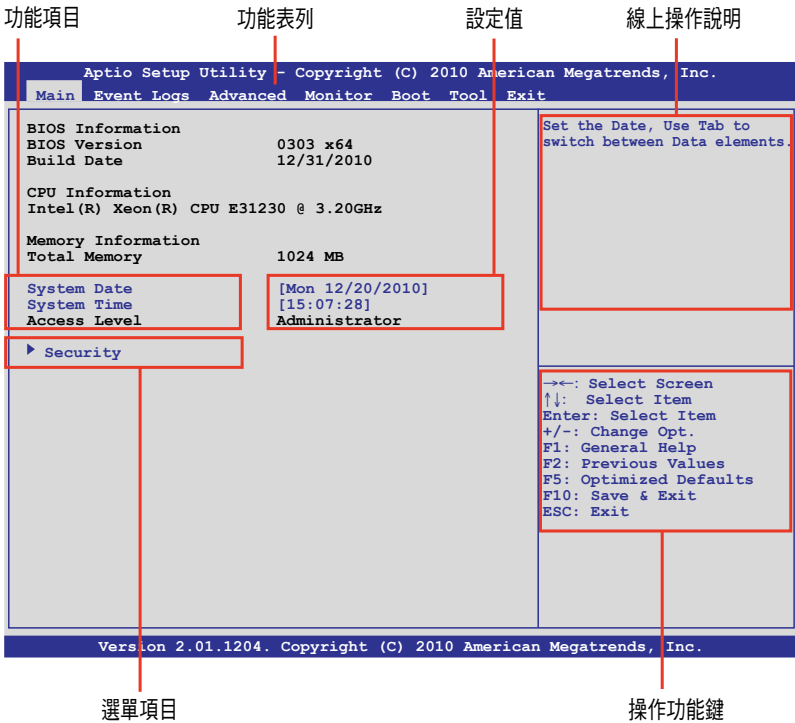 功能項目 功能表列 設定值 線上操作說明
Aptio Setup Utility - Copyright (C) 2010 American Megatrends, Inc.
Main Event Logs Advanced Monitor Boot Tool Exit
BIOS Information
BIOS Version 0303 x64
Build Date 12/31/2010
CPU Information
Intel(R) Xeon(R) CPU E31230 @ 3.20GHz
Memory Information
Total Memory 1024 MB
System Date [Mon 12/20/2010]
System Time [15:07:28]
Access Level Administrator
Security
Set the Date, Use Tab to
switch between Data elements.
→←: Select Screen
↑↓: Select Item
Enter: Select Item
+/-: Change Opt.
F1: General Help
F2: Previous Values
F5: Optimized Defaults
F10: Save & Exit
ESC: Exit
Version 2.01.1204. Copyright (C) 2010 American Megatrends, Inc.
選單項目 操作功能鍵